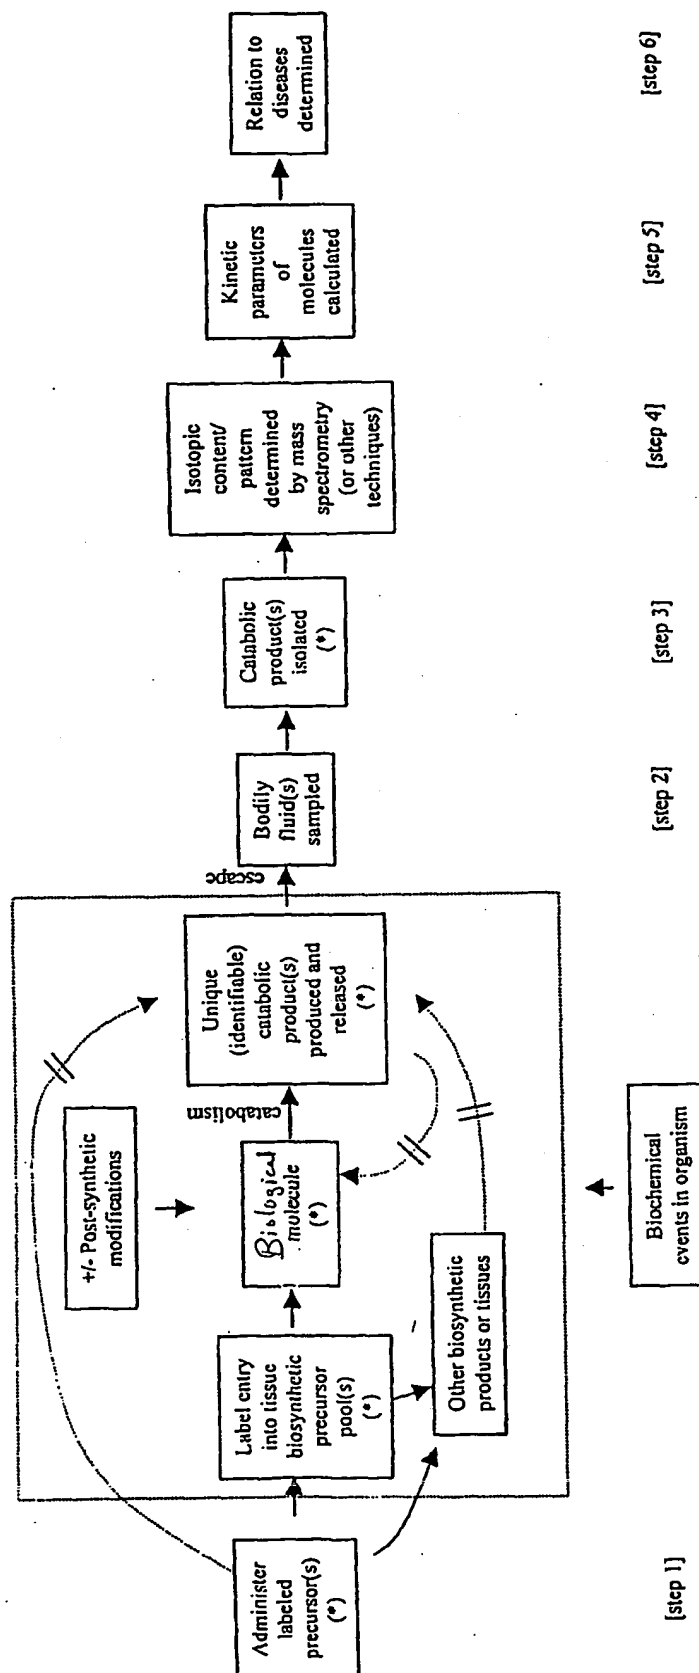 Administer
labeled
precursor(s)
(*)
Label entry
into tissue
biosynthetic
precursor
pool(s)
(*)
+/- Post-synthetic
modifications
Biological
molecule
(*)
Other biosynthetic
products or tissues
catabolism
Unique
(identifiable)
catabolic
product(s)
produced and
released
(*)
escape
Bodily
fluid(s)
sampled
Catabolic
product(s)
isolated
(*)
Isotopic
content/
pattern
determined
by mass
spectrometry
(or other
techniques)
Kinetic
parameters
of
molecules
calculated
Relation to
diseases
determined
Biochemical
events in organism
[step 1]
[step 2]
[step 3]
[step 4]
[step 5]
[step 6]